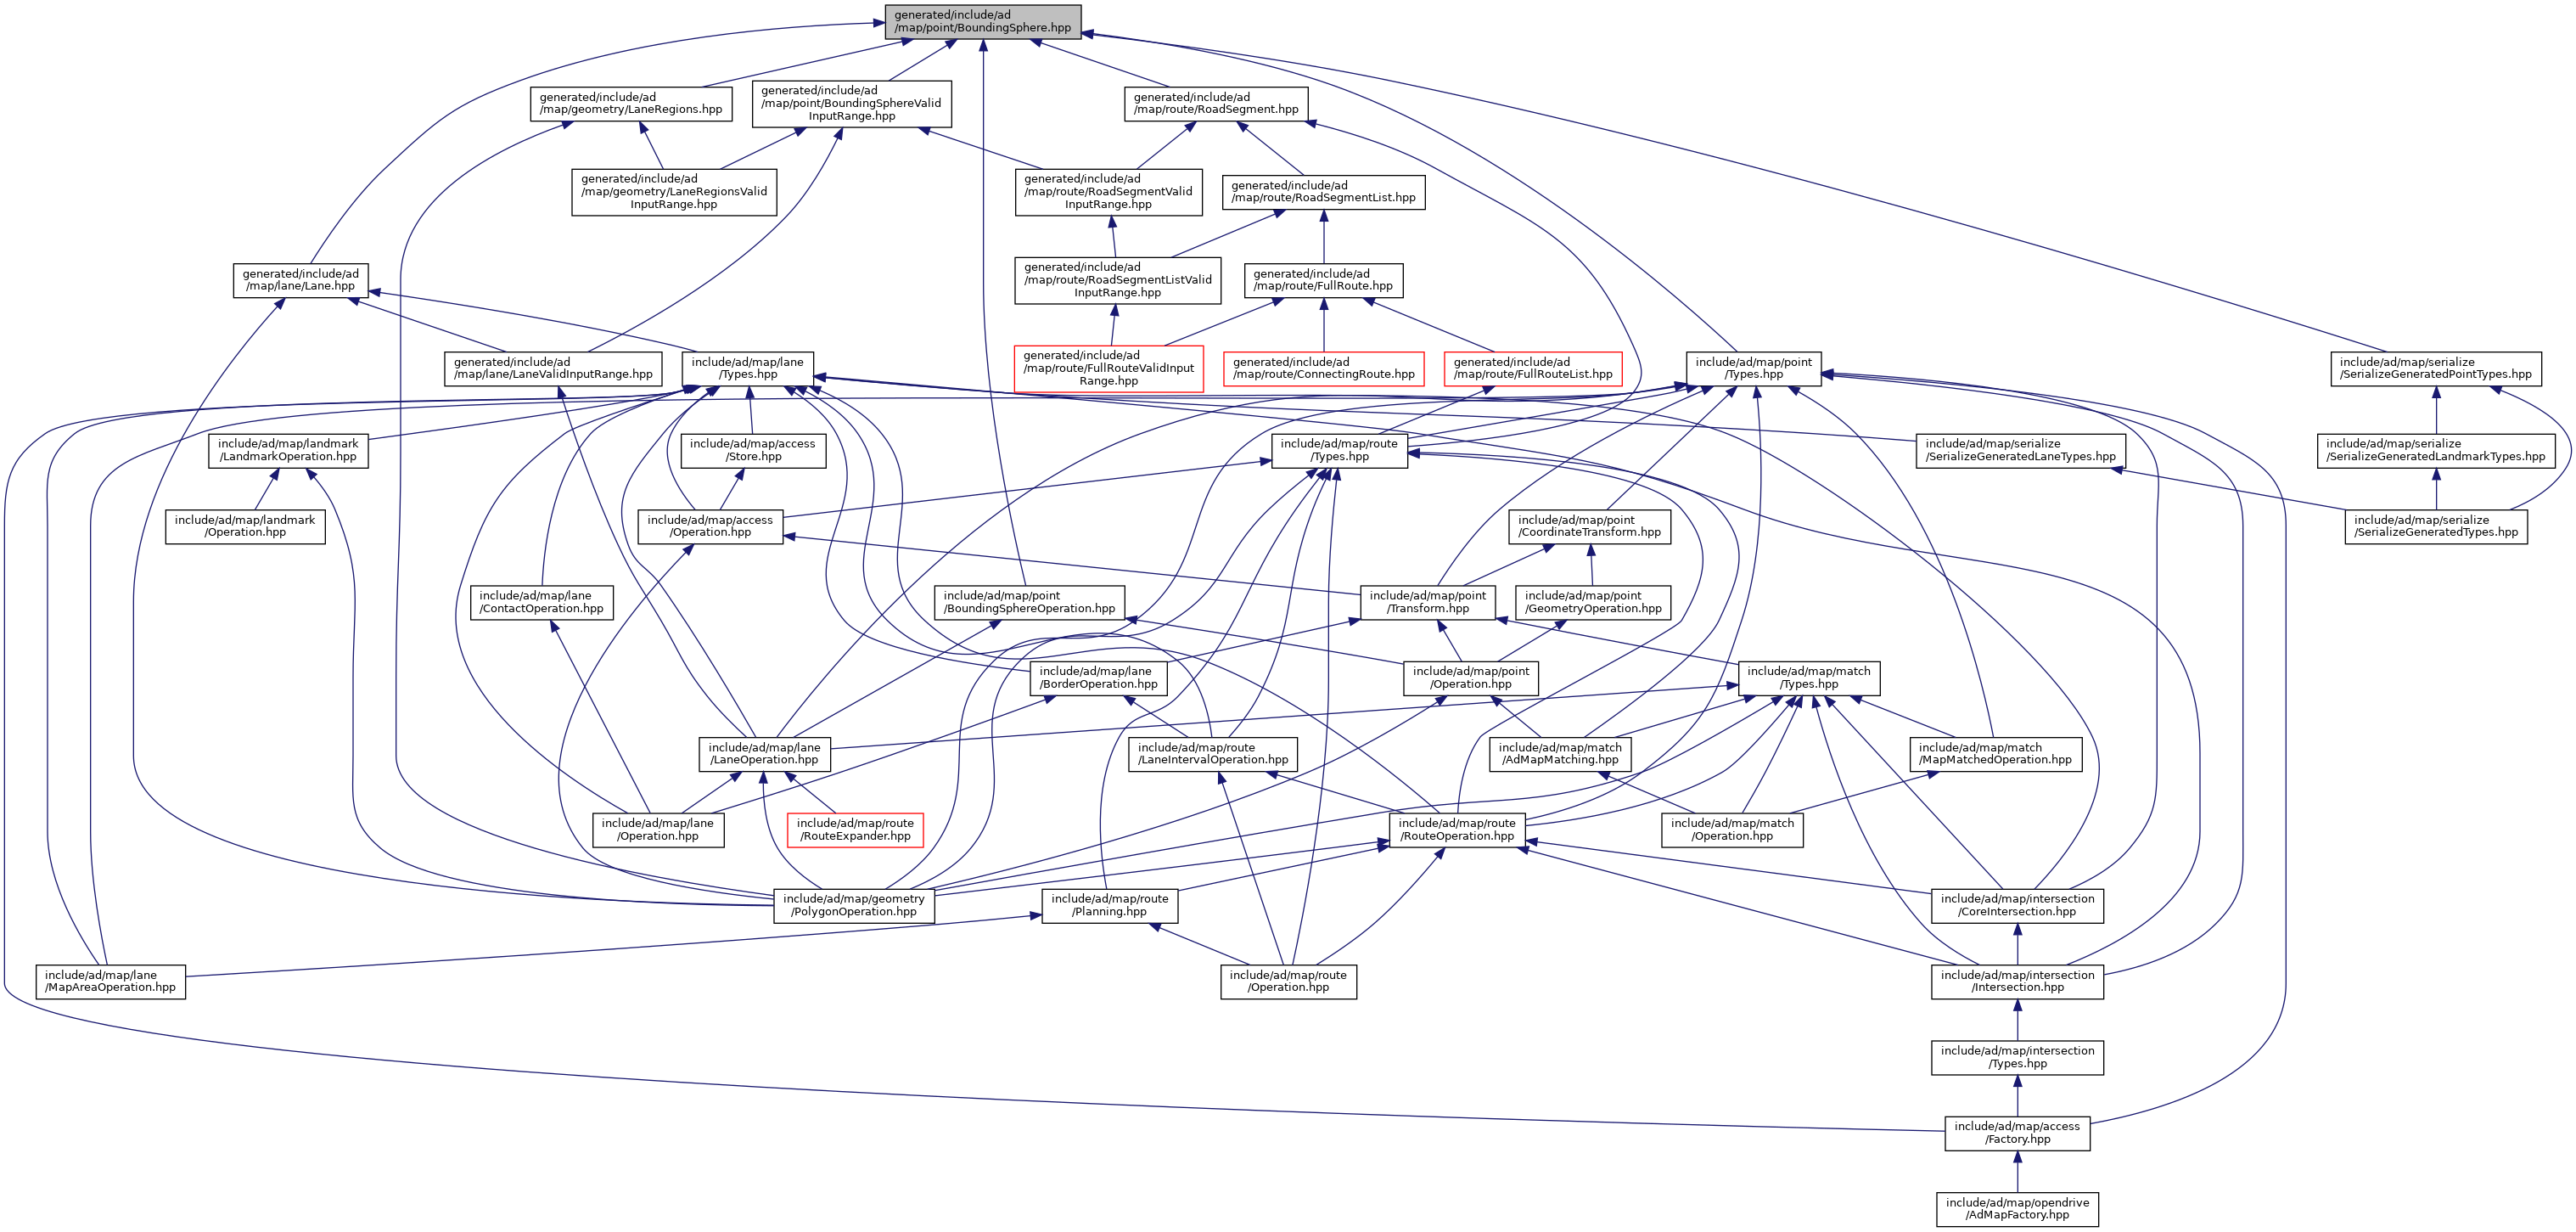 generated/include/ad
/map/point/BoundingSphere.hpp
generated/include/ad
/map/geometry/LaneRegions.hpp
generated/include/ad
/map/point/BoundingSphereValid
InputRange.hpp
generated/include/ad
/map/route/RoadSegment.hpp
generated/include/ad
/map/geometry/LaneRegionsValid
InputRange.hpp
generated/include/ad
/map/route/RoadSegmentValid
InputRange.hpp
generated/include/ad
/map/route/RoadSegmentList.hpp
generated/include/ad
/map/lane/Lane.hpp
generated/include/ad
/map/route/RoadSegmentListValid
InputRange.hpp
generated/include/ad
/map/route/FullRoute.hpp
generated/include/ad
/map/lane/LaneValidInputRange.hpp
include/ad/map/lane
/Types.hpp
generated/include/ad
/map/route/FullRouteValidInput
Range.hpp
generated/include/ad
/map/route/ConnectingRoute.hpp
generated/include/ad
/map/route/FullRouteList.hpp
include/ad/map/point
/Types.hpp
include/ad/map/serialize
/SerializeGeneratedPointTypes.hpp
include/ad/map/landmark
/LandmarkOperation.hpp
include/ad/map/access
/Store.hpp
include/ad/map/route
/Types.hpp
include/ad/map/serialize
/SerializeGeneratedLaneTypes.hpp
include/ad/map/serialize
/SerializeGeneratedLandmarkTypes.hpp
include/ad/map/landmark
/Operation.hpp
include/ad/map/access
/Operation.hpp
include/ad/map/point
/CoordinateTransform.hpp
include/ad/map/serialize
/SerializeGeneratedTypes.hpp
include/ad/map/lane
/ContactOperation.hpp
include/ad/map/point
/BoundingSphereOperation.hpp
include/ad/map/point
/Transform.hpp
include/ad/map/point
/GeometryOperation.hpp
include/ad/map/lane
/BorderOperation.hpp
include/ad/map/point
/Operation.hpp
include/ad/map/match
/Types.hpp
include/ad/map/lane
/LaneOperation.hpp
include/ad/map/route
/LaneIntervalOperation.hpp
include/ad/map/match
/AdMapMatching.hpp
include/ad/map/match
/MapMatchedOperation.hpp
include/ad/map/lane
/Operation.hpp
include/ad/map/route
/RouteExpander.hpp
include/ad/map/route
/RouteOperation.hpp
include/ad/map/match
/Operation.hpp
include/ad/map/geometry
/PolygonOperation.hpp
include/ad/map/route
/Planning.hpp
include/ad/map/intersection
/CoreIntersection.hpp
include/ad/map/lane
/MapAreaOperation.hpp
include/ad/map/route
/Operation.hpp
include/ad/map/intersection
/Intersection.hpp
include/ad/map/intersection
/Types.hpp
include/ad/map/access
/Factory.hpp
include/ad/map/opendrive
/AdMapFactory.hpp